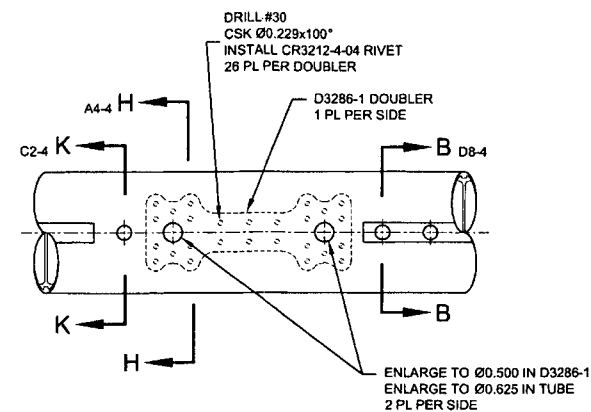 DRILL #30
CSK Ø0.229x100°
INSTALL CR3212-4-04 RIVET
26 PL PER DOUBLER
D3286-1 DOUBLER
1 PL PER SIDE
A4-4 H
C2-4 K
B D8-4
K
B
H
ENLARGE TO Ø0.500 IN D3286-1
ENLARGE TO Ø0.625 IN TUBE
2 PL PER SIDE